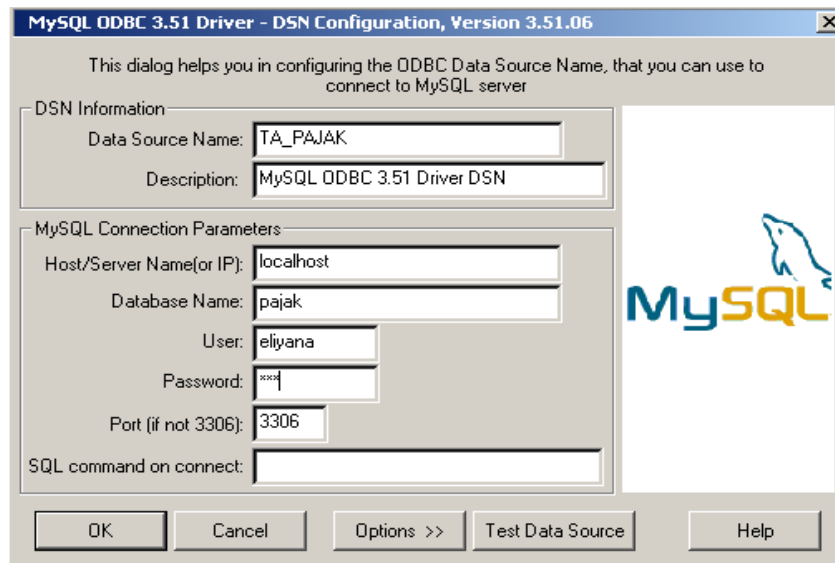 MySQL ODBC 3.51 Driver - DSN Configuration, Version 3.51.06
This dialog helps you in configuring the ODBC Data Source Name, that you can use to
connect to MySQL server
DSN Information
Data Source Name: TA_PAJAK
Description: MySQL ODBC 3.51 Driver DSN
MySQL Connection Parameters
Host/Server Name(or IP): localhost
Database Name: pajak
User: eliyana
Password: ***
Port (if not 3306): 3306
SQL command on connect:
MySQL
OK Cancel Options >> Test Data Source Help